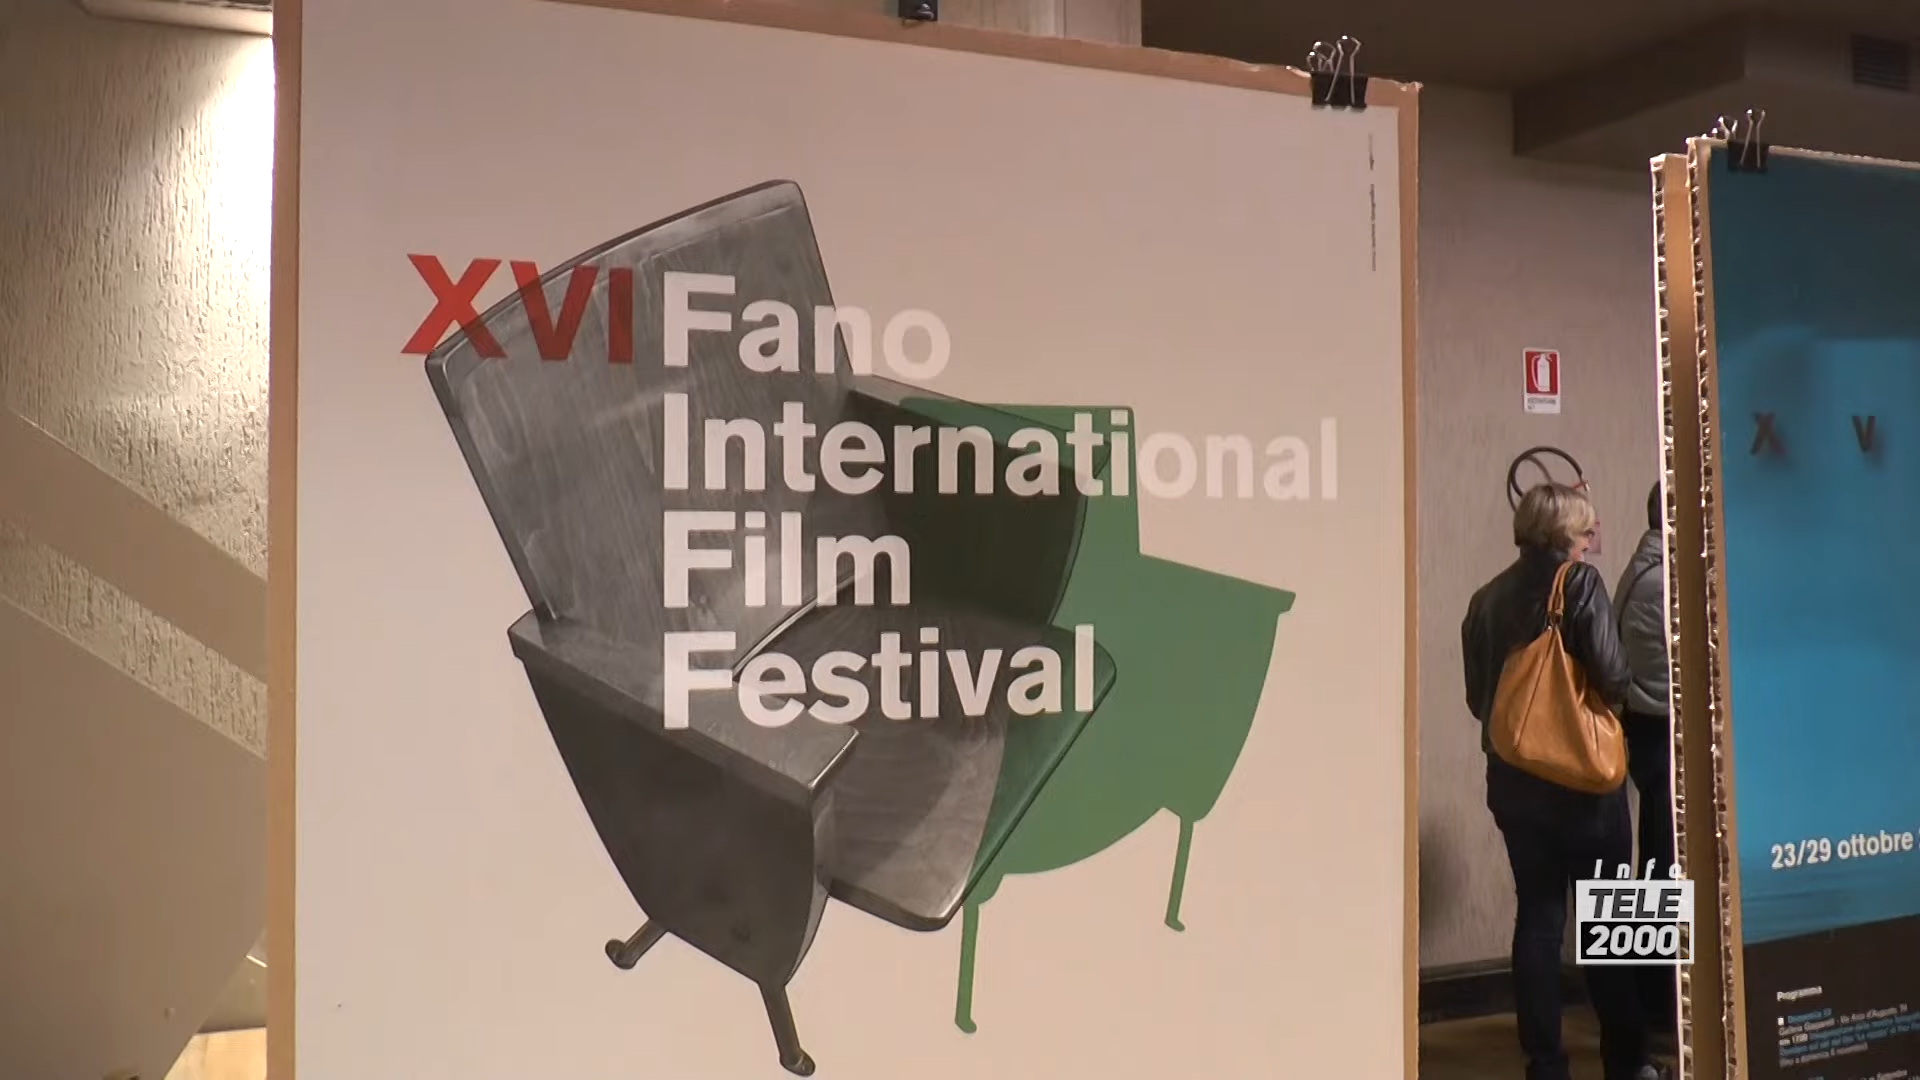 XVI Fano
International
Film
Festival
X V
23/29 ottobre
Info
TELE
2000
Programma